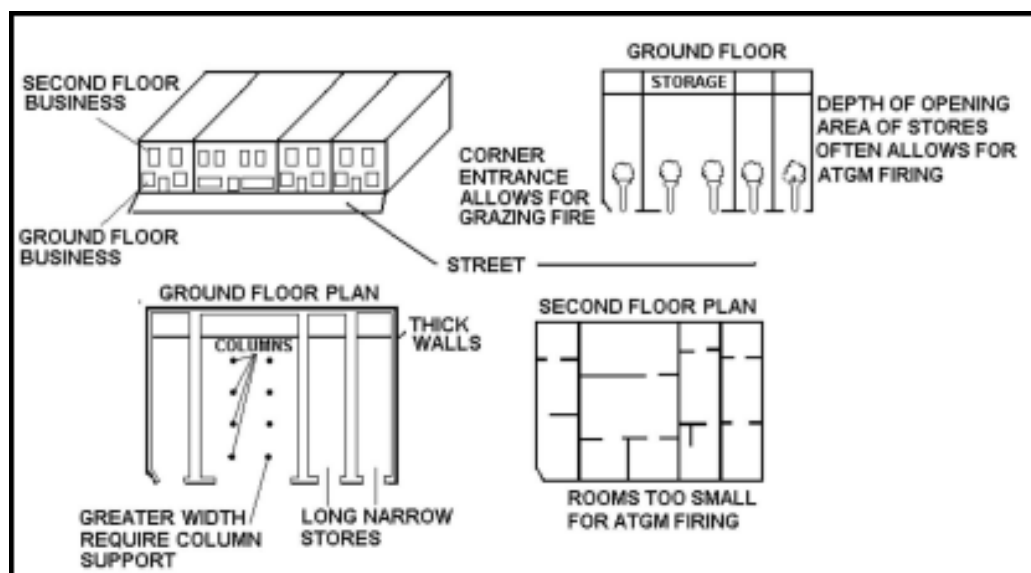 SECOND FLOOR
BUSINESS
GROUND FLOOR
BUSINESS
GROUND FLOOR
STORAGE
DEPTH OF OPENING
AREA OF STORES
OFTEN ALLOWS FOR
ATGM FIRING
CORNER
ENTRANCE
ALLOWS FOR
GRAZING FIRE
STREET
GROUND FLOOR PLAN
COLUMNS
THICK
WALLS
GREATER WIDTH
REQUIRE COLUMN
SUPPORT
LONG NARROW
STORES
SECOND FLOOR PLAN
ROOMS TOO SMALL
FOR ATGM FIRING